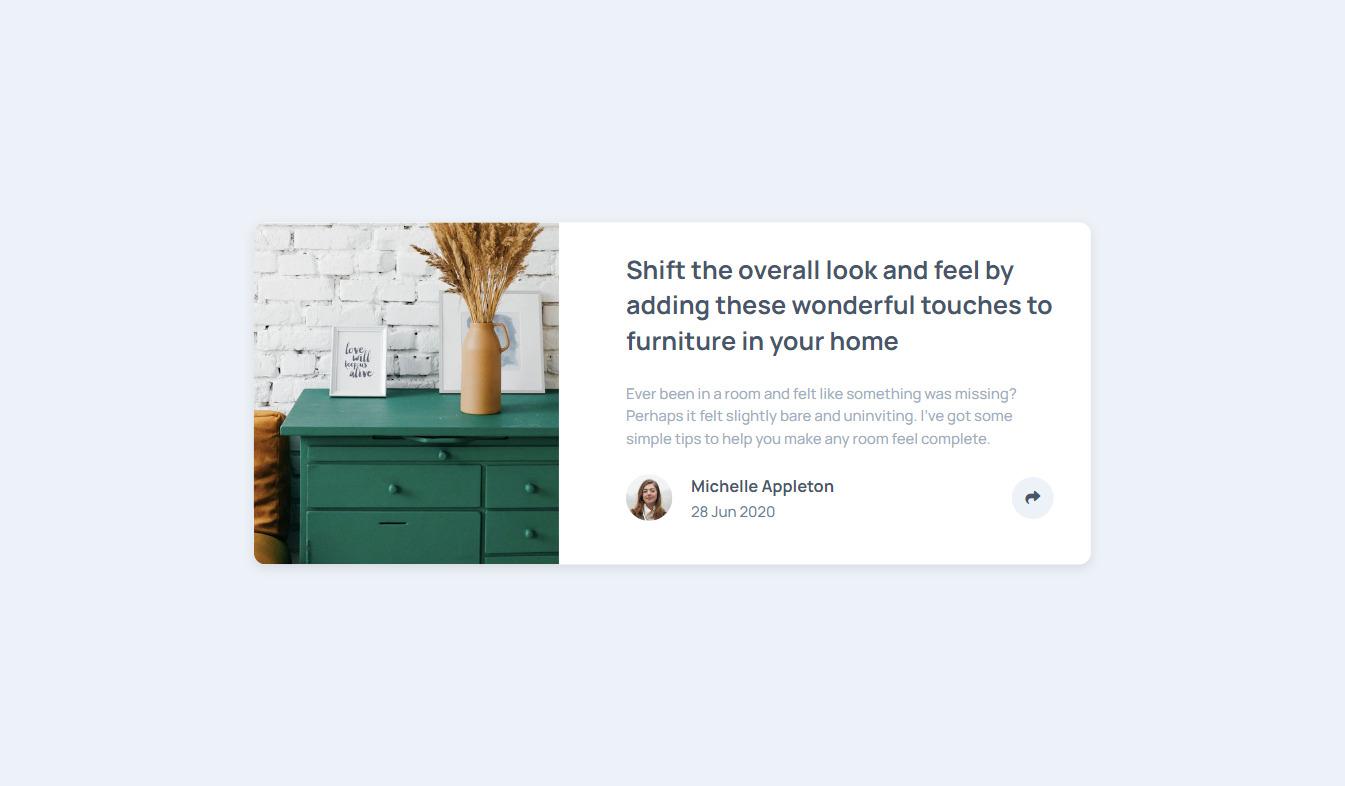 love
will
keep us
alive
Shift the overall look and feel by
adding these wonderful touches to
furniture in your home
Ever been in a room and felt like something was missing?
Perhaps it felt slightly bare and uninviting. I've got some
simple tips to help you make any room feel complete.
Michelle Appleton
28 Jun 2020